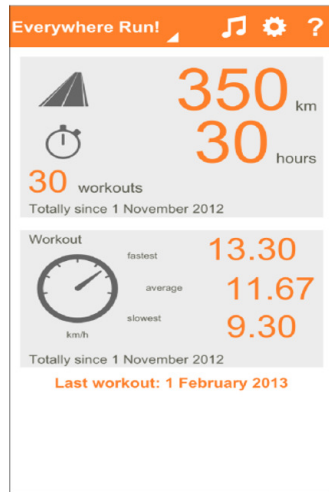 Everywhere Run! ?
350 km
30 hours
30 workouts
Totally since 1 November 2012
Workout
fastest 13.30
average 11.67
slowest 9.30
km/h
Totally since 1 November 2012
Last workout: 1 February 2013